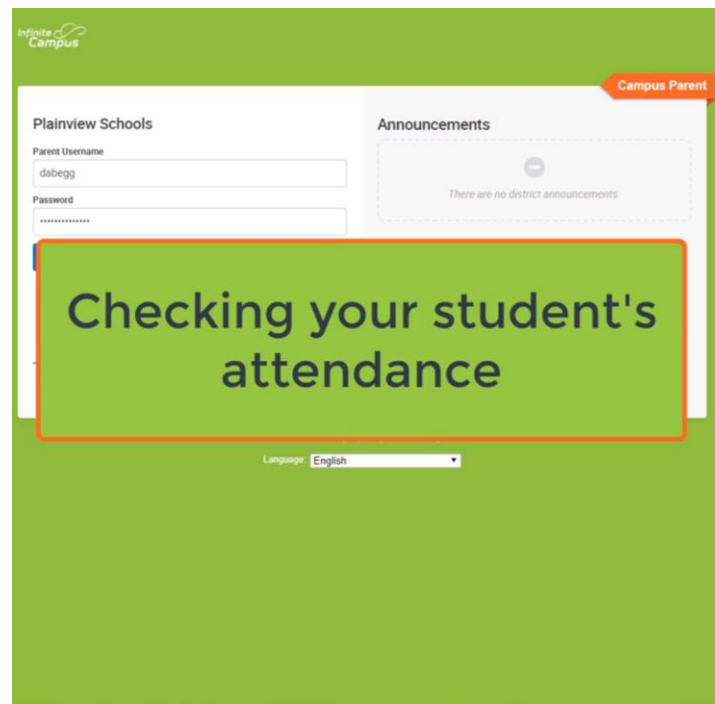 Infinite
Campus
Campus Parent
Plainview Schools
Parent Username
dabegg
Password
••••••••••••••
Announcements
There are no district announcements.
Checking your student's
attendance
Language: English